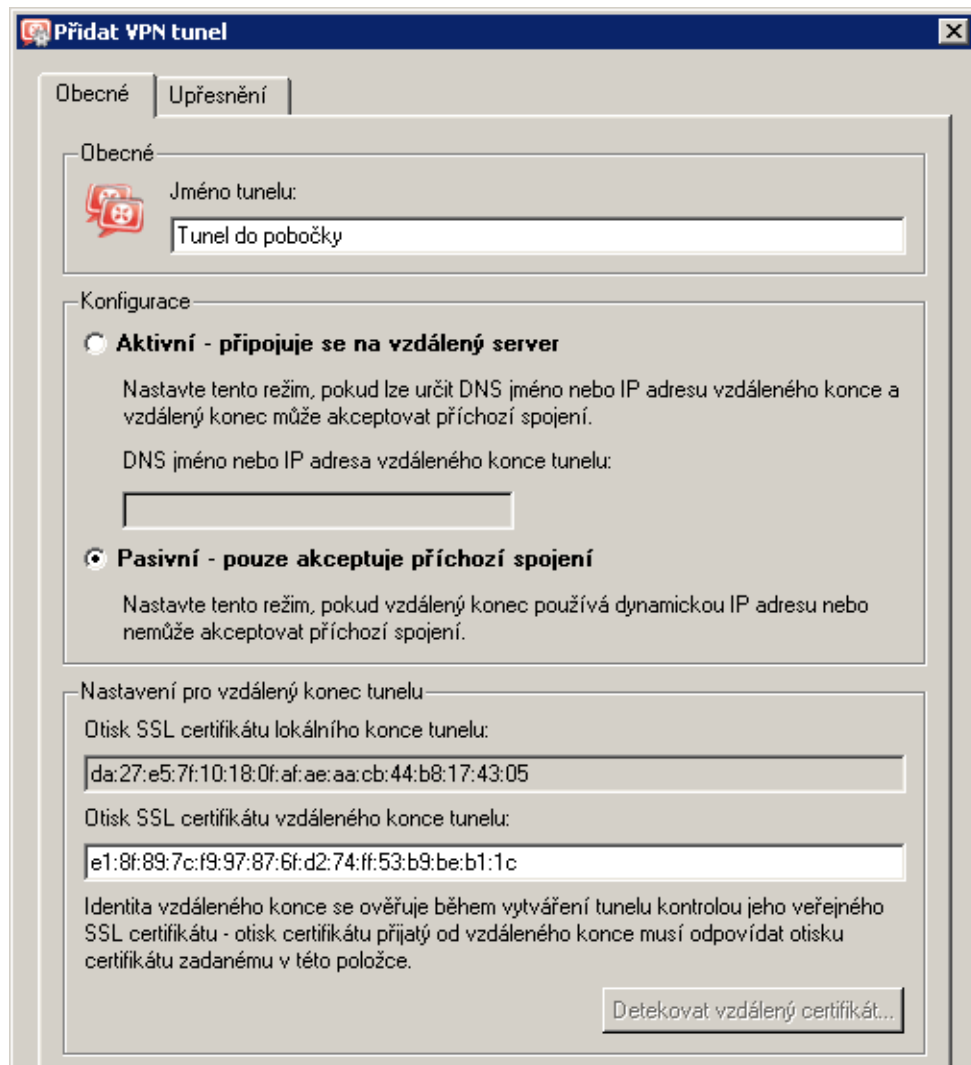 Přidat VPN tunel
Obecné
Upřesnění
Obecné
Jméno tunelu:
Tunel do pobočky
Konfigurace
Aktivní - připojuje se na vzdálený server
Nastavte tento režim, pokud lze určit DNS jméno nebo IP adresu vzdáleného konce a
vzdálený konec může akceptovat příchozí spojení.
DNS jméno nebo IP adresa vzdáleného konce tunelu:
Pasivní - pouze akceptuje příchozí spojení
Nastavte tento režim, pokud vzdálený konec používá dynamickou IP adresu nebo
nemůže akceptovat příchozí spojení.
Nastavení pro vzdálený konec tunelu
Otisk SSL certifikátu lokálního konce tunelu:
da:27:e5:7f:10:18:0f:af:ae:aa:cb:44:b8:17:43:05
Otisk SSL certifikátu vzdáleného konce tunelu:
e1:8f:89:7c:f9:97:87:6f:d2:74:ff:53:b9:be:b1:1c
Identita vzdáleného konce se ověřuje během vytváření tunelu kontrolou jeho veřejného
SSL certifikátu - otisk certifikátu přijatý od vzdáleného konce musí odpovídat otisku
certifikátu zadanému v této položce.
Detekovat vzdálený certifikát...